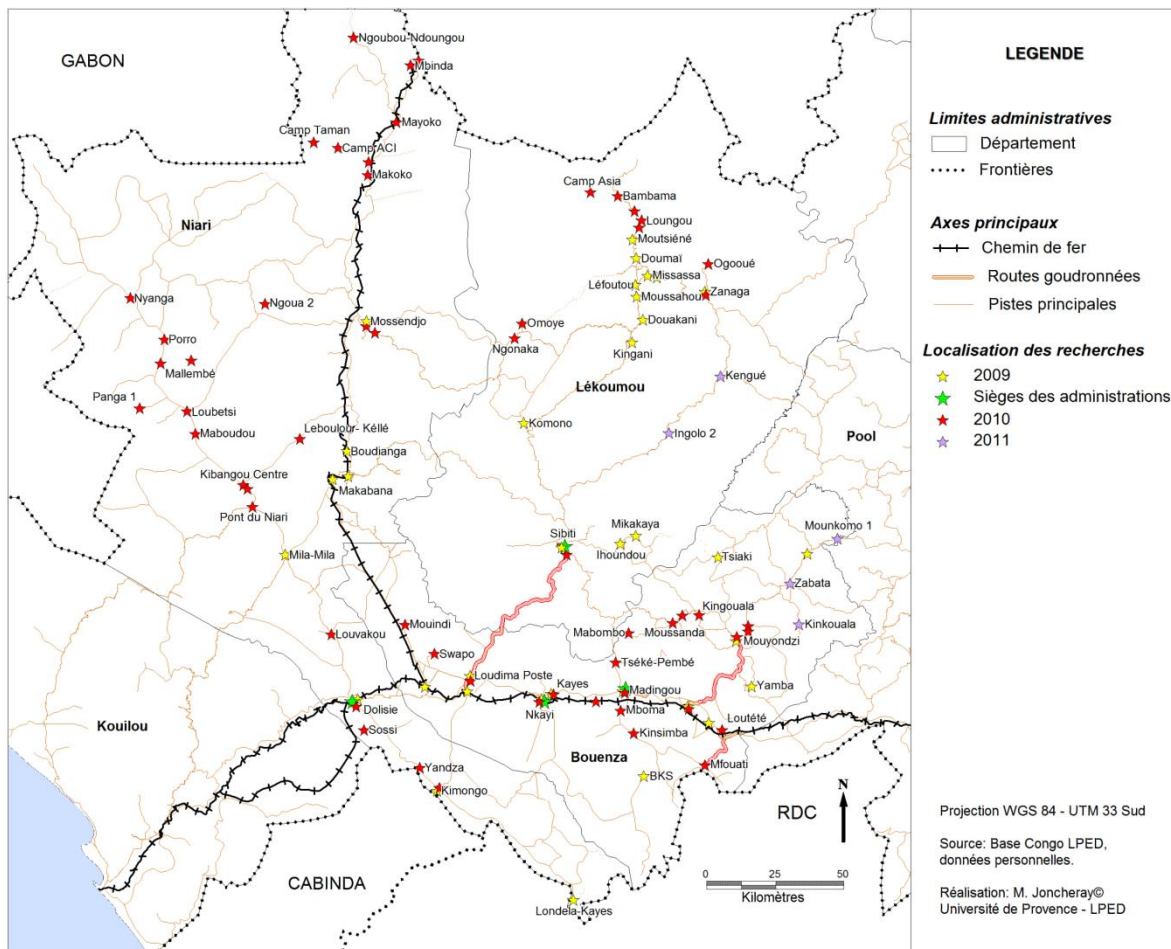 GABON
Ngoubou-Ndoungou
Mbinda
Mayoko
Camp Taman
Camp ACI
Makoko
Niari
Camp Asia
Bambama
Loungou
Moutsiéné
Doumaï
Missassa
Ogooué
Léfoutou
Zanaga
Moussahou
Nyanga
Ngoua 2
Mossendjo
Omoye
Douakani
Porro
Ngonaka
Kingani
Mallembé
Lékoumou
Kengué
Panga 1
Loubetsi
Komono
Maboudou
Leboulour- Kéllé
Ingolo 2
Pool
Boudianga
Kibangou Centre
Makabana
Pont du Niari
Mila-Mila
Sibiti
Mikakaya
Ihoundou
Tsiaki
Mounkomo 1
Zabata
Kingouala
Louvakou
Mouindi
Mabombo
Moussanda
Mouyondzi
Kinkouala
Swapo
Tséké-Pembé
Loudima Poste
Kayes
Madingou
Yamba
Dolisie
Nkayi
Mboma
Kouilou
Sossi
Kinsimba
Loutété
Bouenza
Yandza
BKS
Mfouati
Kimongo
RDC
N
CABINDA
0 25 50
Kilomètres
Londela-Kayes
LEGENDE
Limites administratives
Département
Frontières
Axes principaux
Chemin de fer
Routes goudronnées
Pistes principales
Localisation des recherches
2009
Sièges des administrations
2010
2011
Projection WGS 84 - UTM 33 Sud
Source: Base Congo LPED,
données personnelles.
Réalisation: M. Joncheray©
Université de Provence - LPED